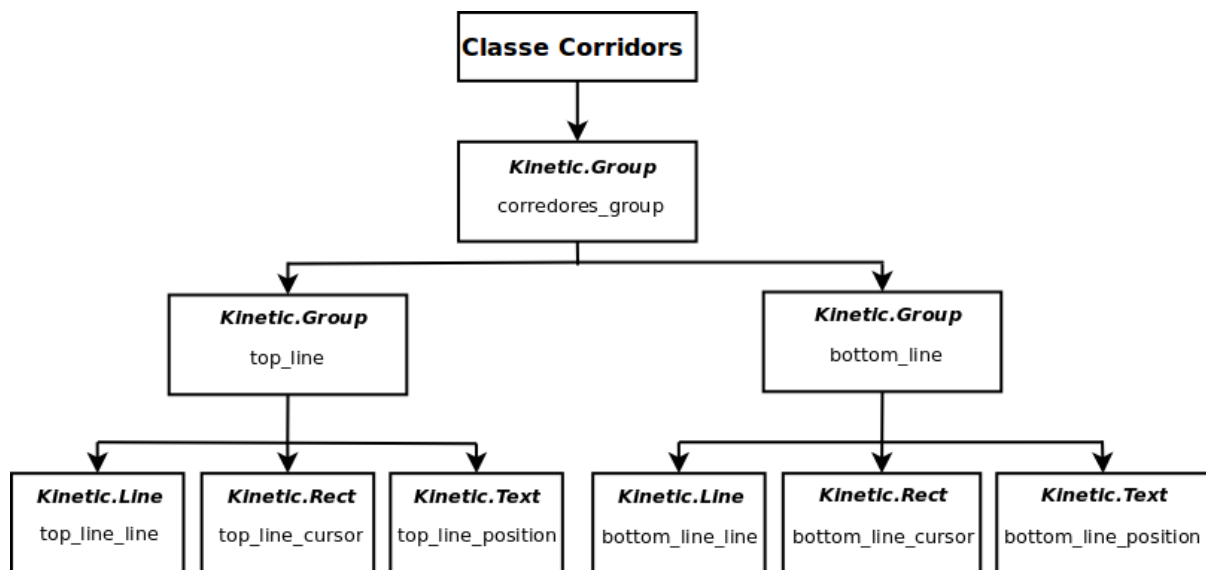 Classe Corridors
Kinetic.Group
corredores_group
Kinetic.Group
top_line
Kinetic.Group
bottom_line
Kinetic.Line
top_line_line
Kinetic.Rect
top_line_cursor
Kinetic.Text
top_line_position
Kinetic.Line
bottom_line_line
Kinetic.Rect
bottom_line_cursor
Kinetic.Text
bottom_line_position